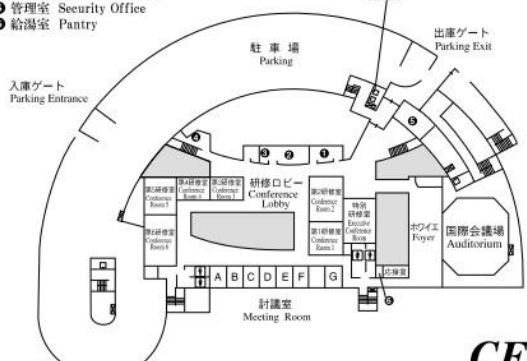 管理室 Security Office
給湯室 Pantry
駐車場
Parking
出庫ゲート
Parking Exit
入庫ゲート
Parking Entrance
❹
❸
❷
❶
❺
第5研修室
Conference
Room 5
第4研修室
Conference
Room 4
第3研修室
Conference
Room 3
研修ロビー
Conference
Lobby
第2研修室
Conference
Room 2
特別
研修室
Executive
Conference
Room
第6研修室
Conference
Room 6
第1研修室
Conference
Room 1
ホワイエ
Foyer
国際会議場
Auditorium
応接室
A B C D E F G
❻
討議室
Meeting Room
CE